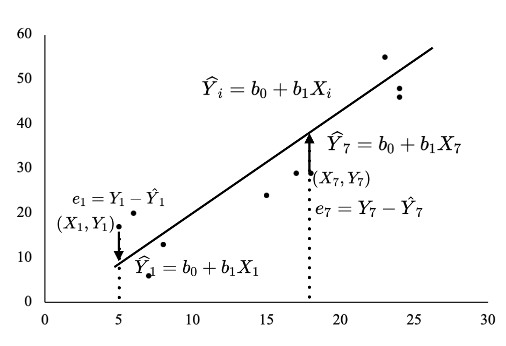 60
50
40
30
20
10
0
Ŷᵢ = b₀ + b₁Xᵢ
Ŷ₇ = b₀ + b₁X₇
(X₇, Y₇)
e₇ = Y₇ − Ŷ₇
e₁ = Y₁ − Ŷ₁
(X₁, Y₁)
Ŷ₁ = b₀ + b₁X₁
0 5 10 15 20 25 30